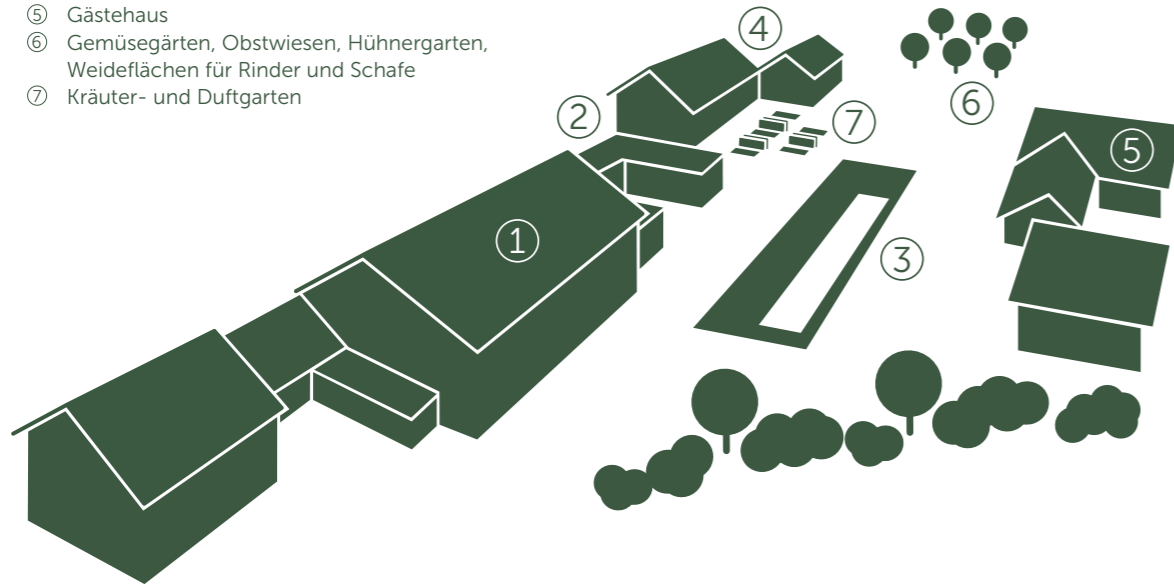 ⑤ Gästehaus
⑥ Gemüsegärten, Obstwiesen, Hühnergarten,
Weideflächen für Rinder und Schafe
⑦ Kräuter- und Duftgarten
④
②
⑦
⑥
⑤
①
③